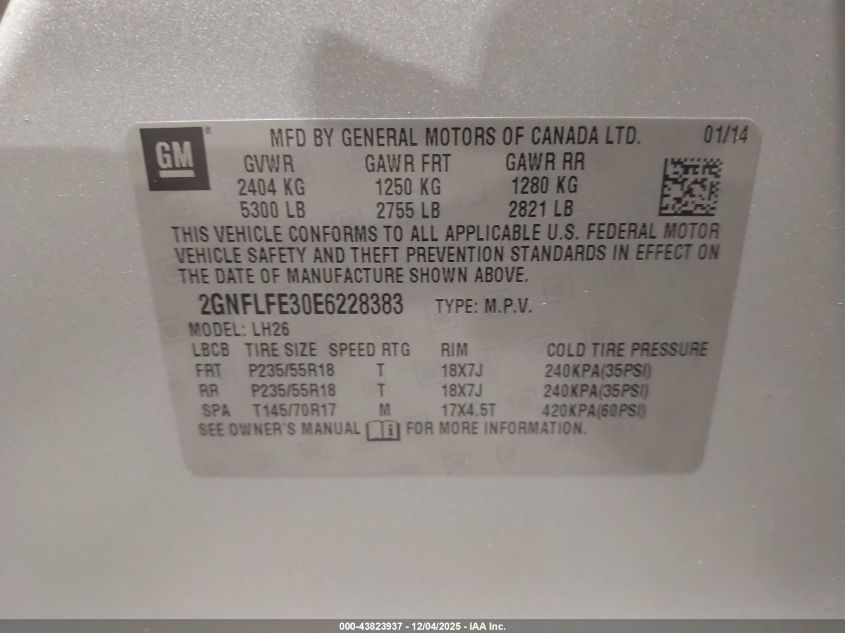 GM ® MFD BY GENERAL MOTORS OF CANADA LTD. 01/14
GVWR GAWR FRT GAWR RR
2404 KG 1250 KG 1280 KG
5300 LB 2755 LB 2821 LB
THIS VEHICLE CONFORMS TO ALL APPLICABLE U.S. FEDERAL MOTOR
VEHICLE SAFETY AND THEFT PREVENTION STANDARDS IN EFFECT ON
THE DATE OF MANUFACTURE SHOWN ABOVE.
2GNFLFE30E6228383 TYPE: M.P.V.
MODEL: LH26
LBCB TIRE SIZE SPEED RTG RIM COLD TIRE PRESSURE
FRT P235/55R18 T 18X7J 240KPA(35PSI)
RR P235/55R18 T 18X7J 240KPA(35PSI)
SPA T145/70R17 M 17X4.5T 420KPA(60PSI)
SEE OWNER'S MANUAL i FOR MORE INFORMATION.
000-43823937 - 12/04/2025 - IAA Inc.